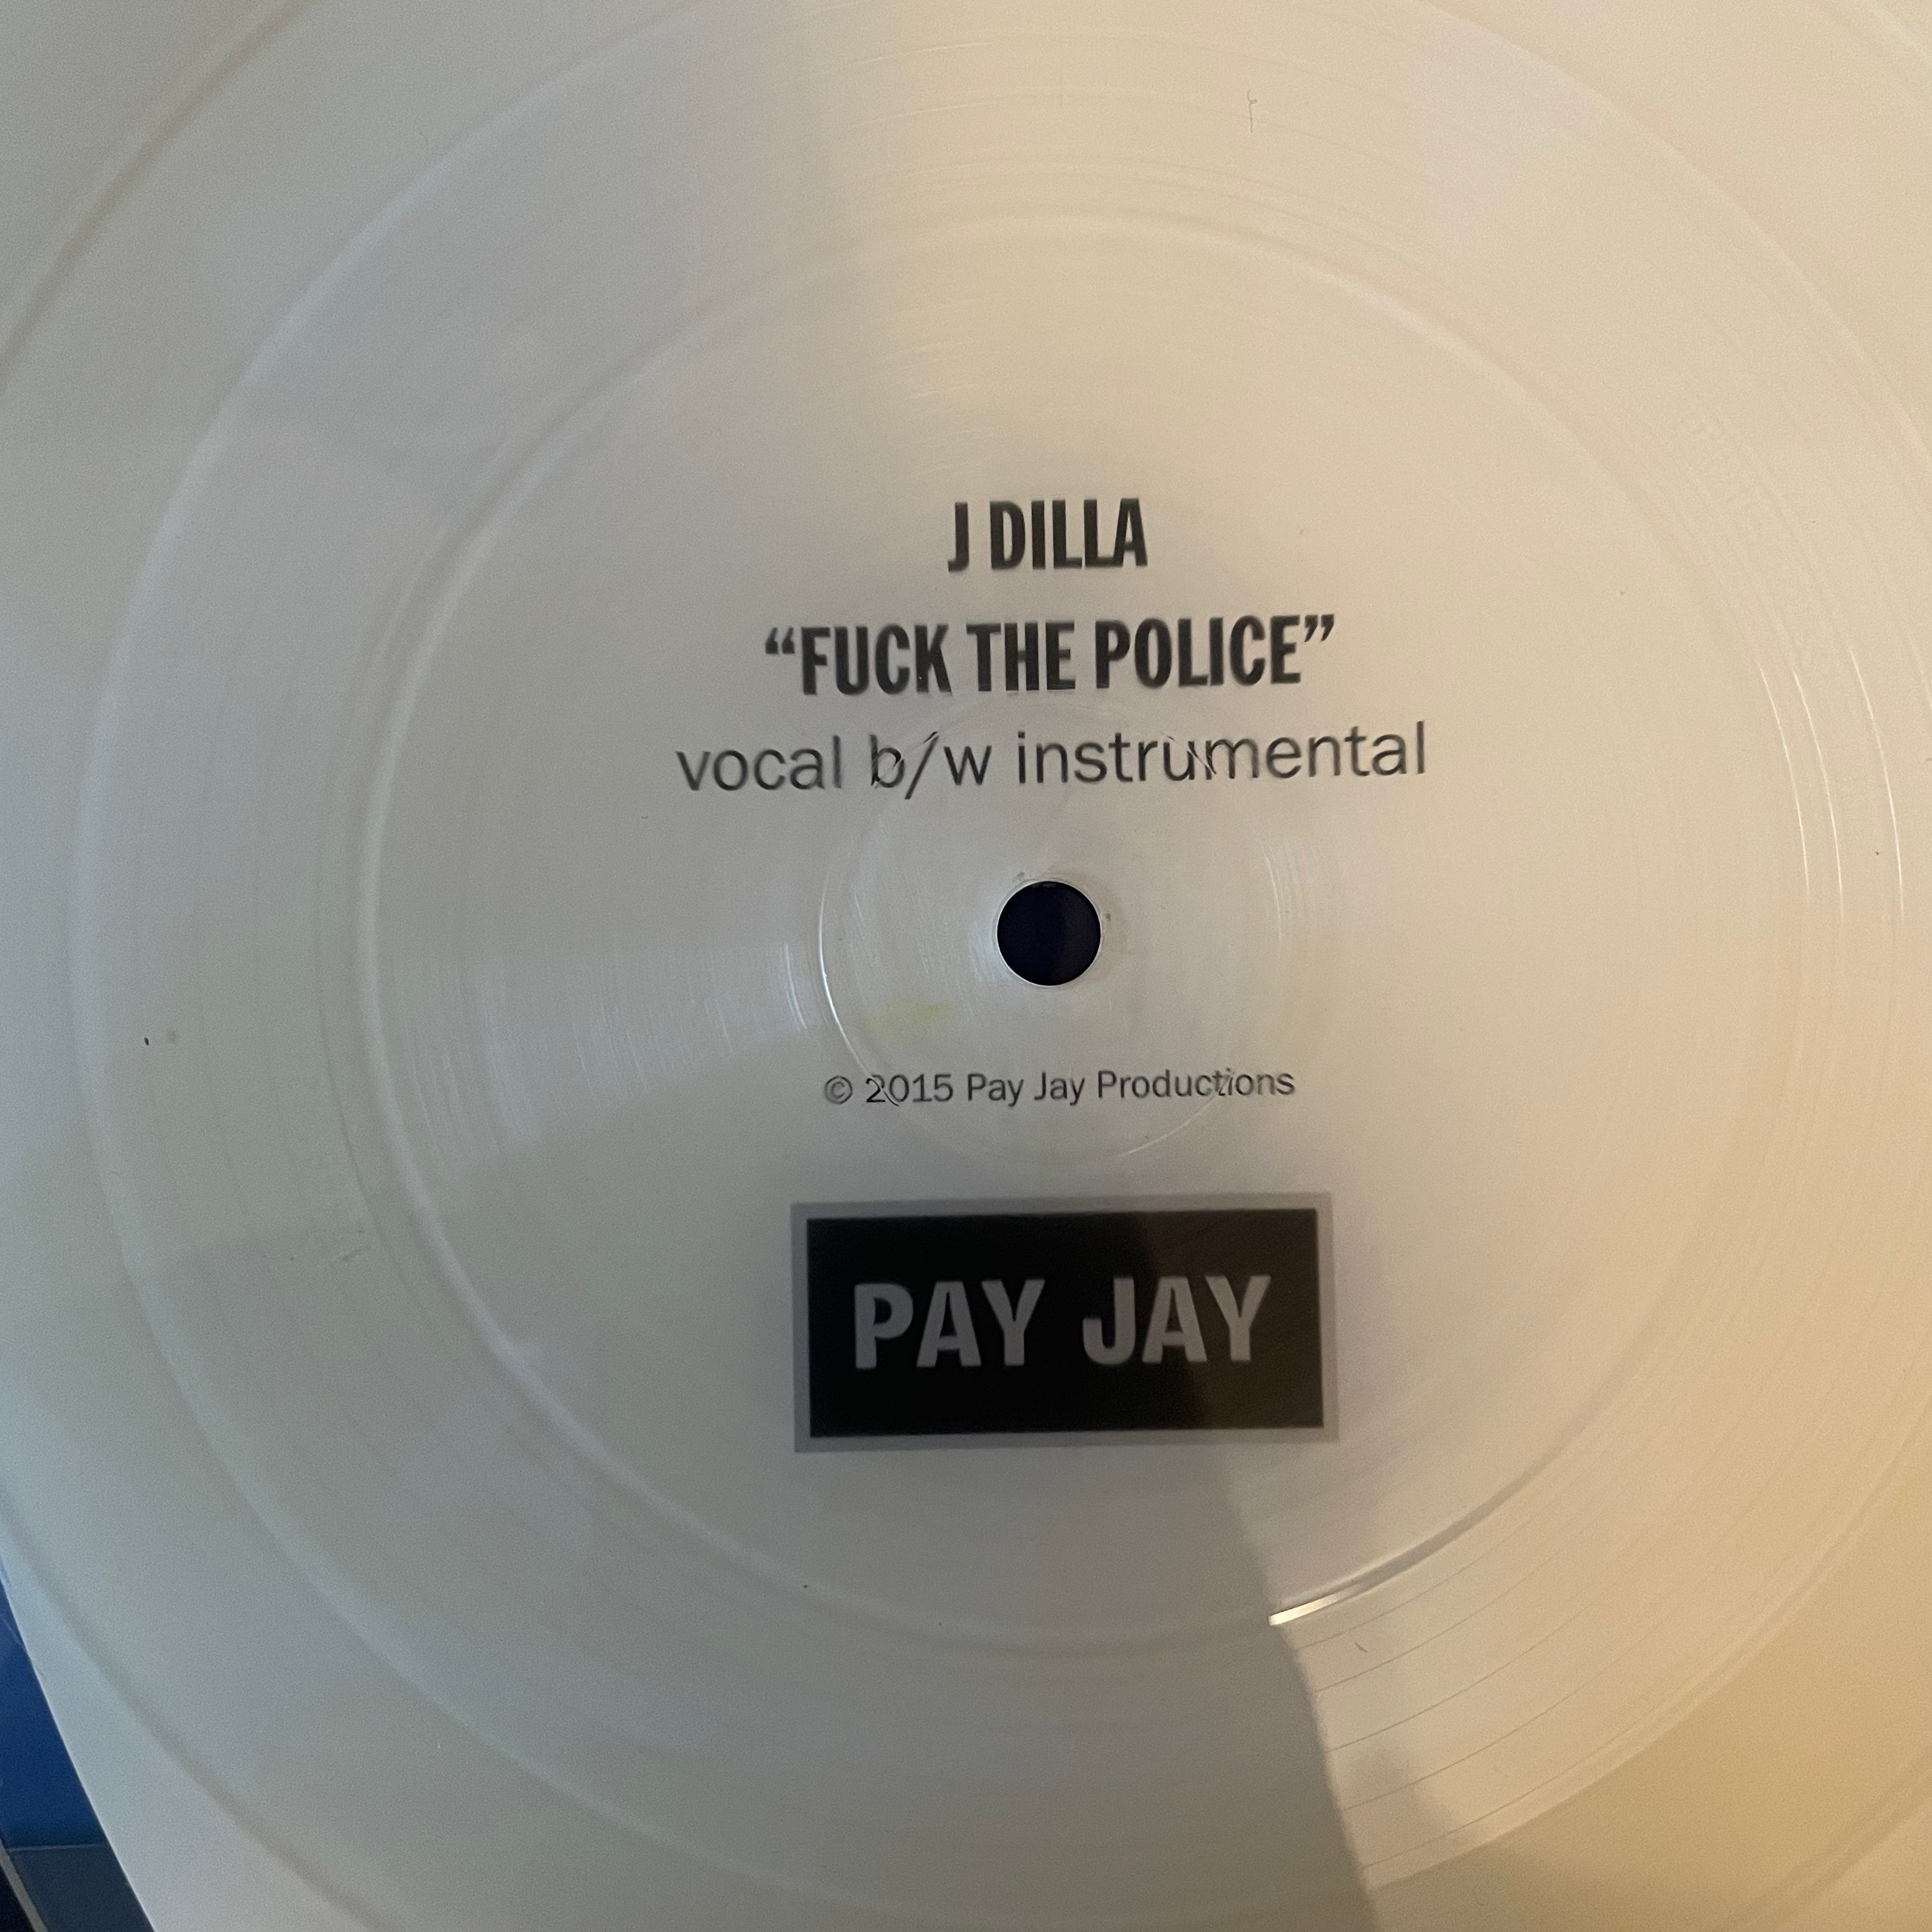 J DILLA
“FUCK THE POLICE”
vocal b/w instrumental
© 2015 Pay Jay Productions
PAY JAY